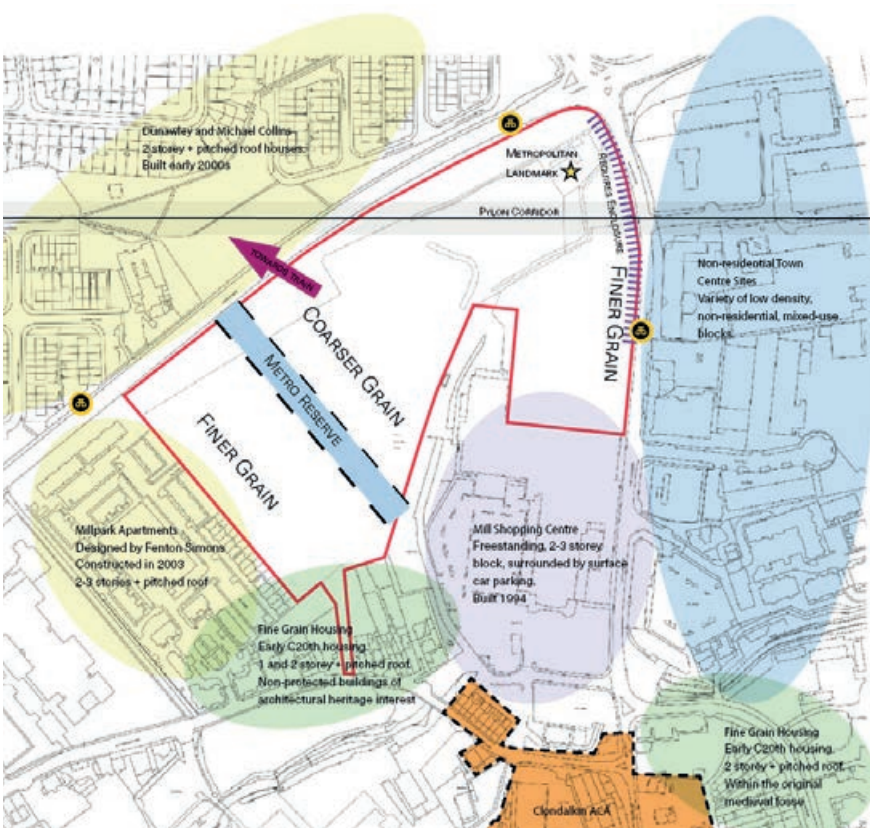 Dunawley and Michael Collins
2 storey + pitched roof houses.
Built early 2000s
METROPOLITAN
LANDMARK
REQUIRES ENCLOSURE
PYLON CORRIDOR
TOWARDS TRAIN
FINER GRAIN
Non-residential Town
Centre Sites
Variety of low density,
non-residential, mixed-use
blocks.
COARSER GRAIN
METRO RESERVE
FINER GRAIN
Millpark Apartments
Designed by Fenton-Simons
Constructed in 2003
2-3 stories + pitched roof
Mill Shopping Centre
Freestanding, 2-3 storey
block, surrounded by surface
car parking.
Built 1994
Fine Grain Housing
Early C20th housing.
1 and 2 storey + pitched roof.
Non-protected buildings of
architectural heritage interest
Fine Grain Housing
Early C20th housing.
2 storey + pitched roof.
Within the original
medieval fosse
Clondalkin ACA